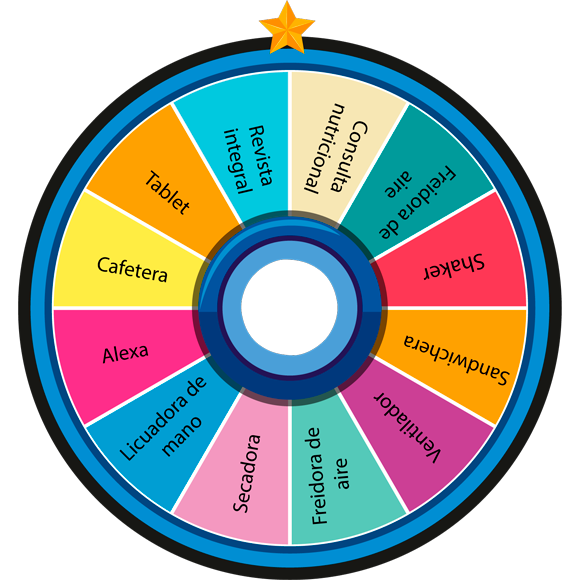 Consulta
nutricional
Freidora de
aire
Shaker
Sandwichera
Ventilador
Freidora de
aire
Secadora
Licuadora de
mano
Alexa
Cafetera
Tablet
Revista
integral